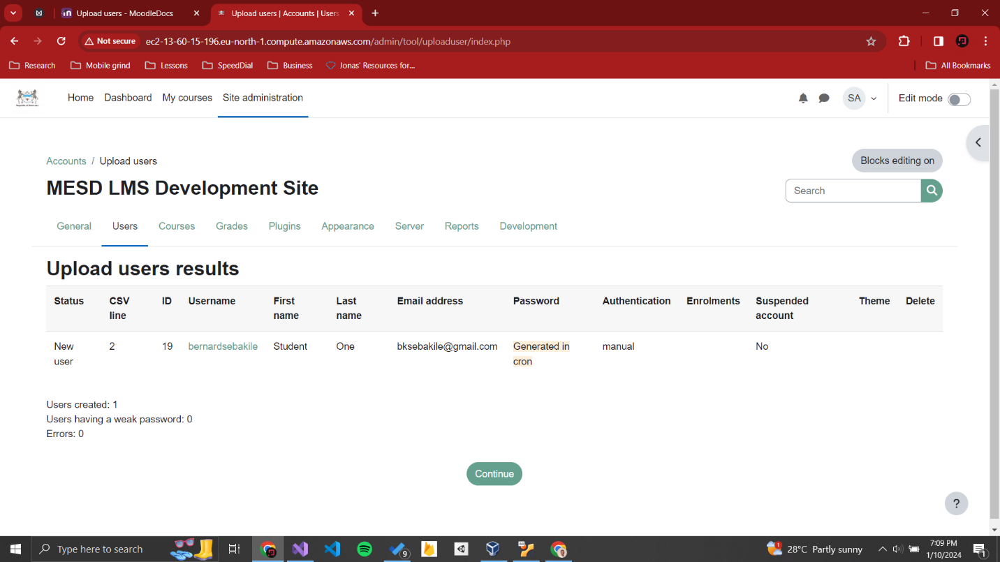 Upload users - MoodleDocs
Upload users | Accounts | Users
Not secure
ec2-13-60-15-196.eu-north-1.compute.amazonaws.com/admin/tool/uploaduser/index.php
Research Mobile grind Lessons SpeedDial Business Jonas' Resources for... All Bookmarks
Home Dashboard My courses Site administration SA Edit mode
Accounts / Upload users
Blocks editing on
MESD LMS Development Site
Search
General Users Courses Grades Plugins Appearance Server Reports Development
Upload users results
Status CSV line ID Username First name Last name Email address Password Authentication Enrolments Suspended account Theme Delete
New user 2 19 bernardsebakile Student One bksebakile@gmail.com Generated in cron manual No
Users created: 1
Users having a weak password: 0
Errors: 0
Continue
?
Type here to search
9
1
28°C Partly sunny
7:09 PM
1/10/2024
1